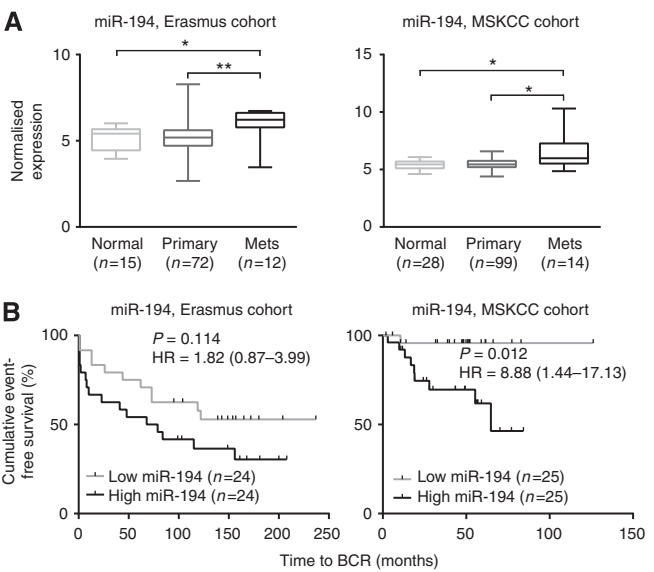 A
miR-194, Erasmus cohort
miR-194, MSKCC cohort
Normalised
expression
10
5
0
*
**
Normal
(n=15)
Primary
(n=72)
Mets
(n=12)
15
10
5
0
*
*
Normal
(n=28)
Primary
(n=99)
Mets
(n=14)
B
miR-194, Erasmus cohort
miR-194, MSKCC cohort
Cumulative event-
free survival (%)
100
50
0
P = 0.114
HR = 1.82 (0.87–3.99)
Low miR-194 (n=24)
High miR-194 (n=24)
0 50 100 150 200 250
100
50
0
P = 0.012
HR = 8.88 (1.44–17.13)
Low miR-194 (n=25)
High miR-194 (n=25)
0 50 100 150
Time to BCR (months)